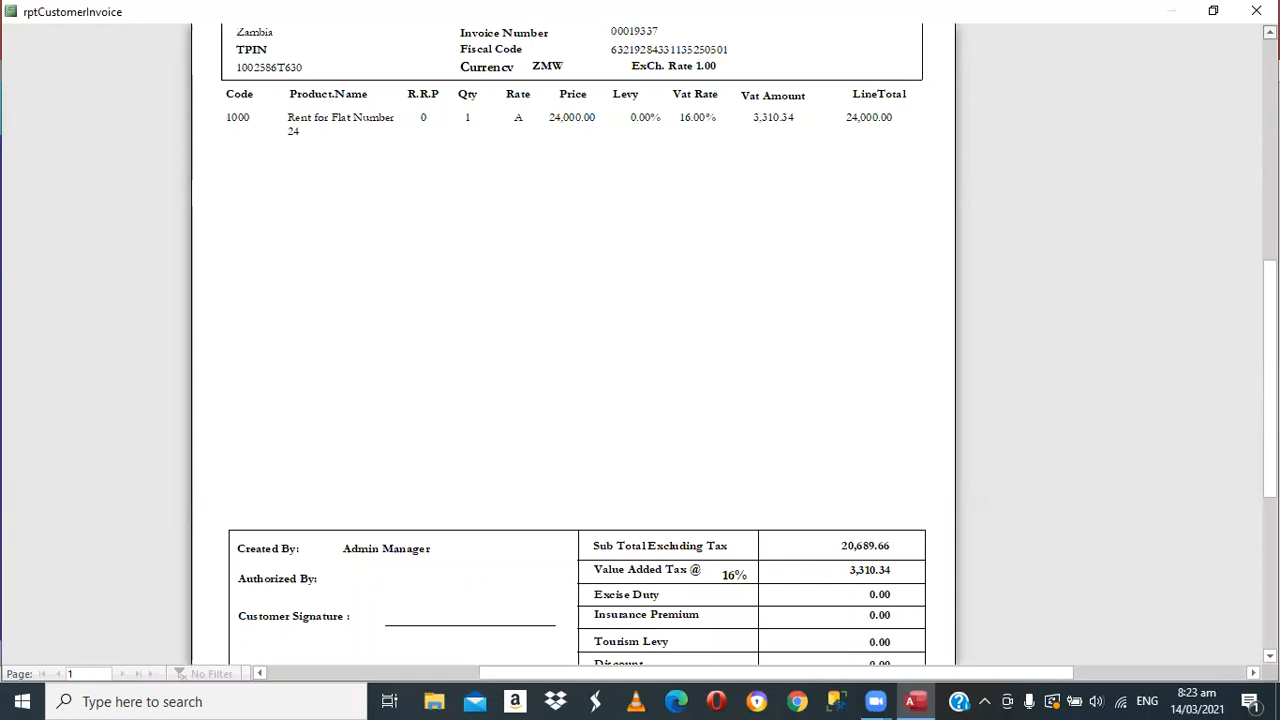 rptCustomerInvoice
Zambia Invoice Number 00019337
TPIN Fiscal Code 63219284331135250501
1002586T630 Currency ZMW ExCh. Rate 1.00
Code Product.Name R.R.P Qty Rate Price Levy Vat Rate Vat Amount LineTotal
1000 Rent for Flat Number 0 1 A 24,000.00 0.00% 16.00% 3,310.34 24,000.00
24
Created By: Admin Manager Sub Total Excluding Tax 20,689.66
Authorized By: Value Added Tax @ 16% 3,310.34
Excise Duty 0.00
Customer Signature : Insurance Premium 0.00
Tourism Levy 0.00
Discount 0.00
Page: 1 No Filter
Type here to search ENG 8:23 am
14/03/2021